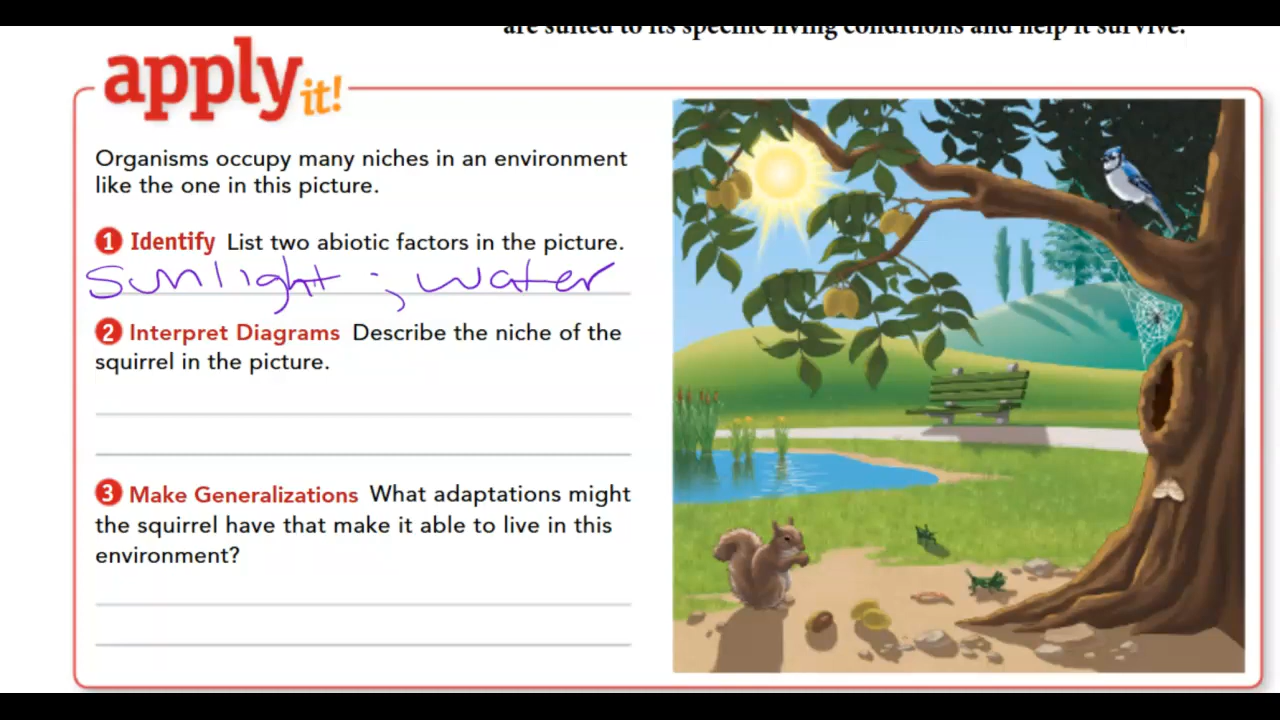 are suited to its specific living conditions and help it survive.
apply it!
Organisms occupy many niches in an environment
like the one in this picture.
1 Identify List two abiotic factors in the picture.
sunlight ; water
2 Interpret Diagrams Describe the niche of the
squirrel in the picture.
3 Make Generalizations What adaptations might
the squirrel have that make it able to live in this
environment?